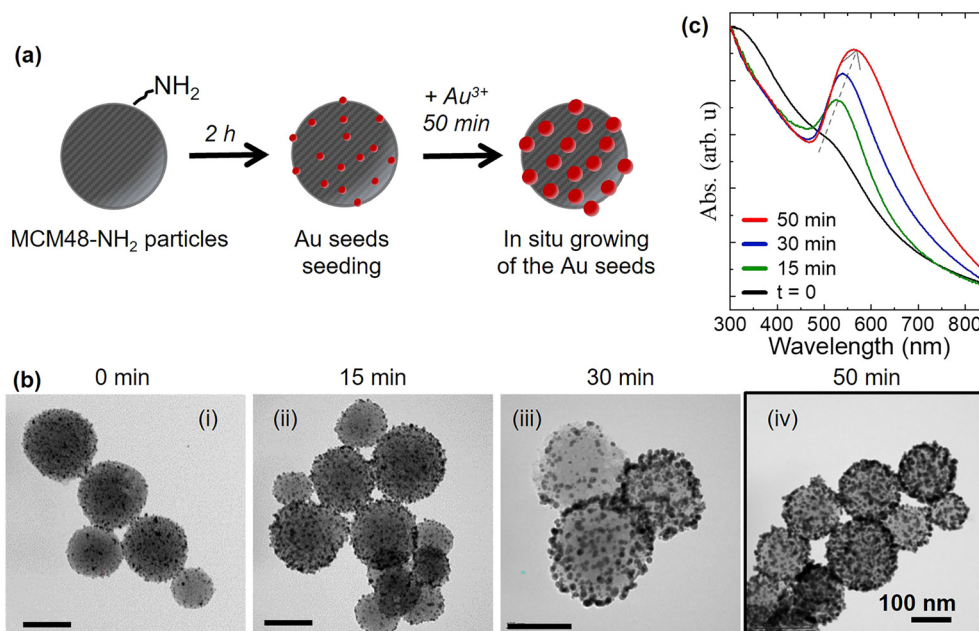 (a)
NH₂
2 h
+ Au³⁺
50 min
MCM48-NH₂ particles
Au seeds
seeding
In situ growing
of the Au seeds
(c)
Abs. (arb. u)
50 min
30 min
15 min
t = 0
300 400 500 600 700 800
Wavelength (nm)
(b)
0 min
15 min
30 min
50 min
(i)
(ii)
(iii)
(iv)
100 nm